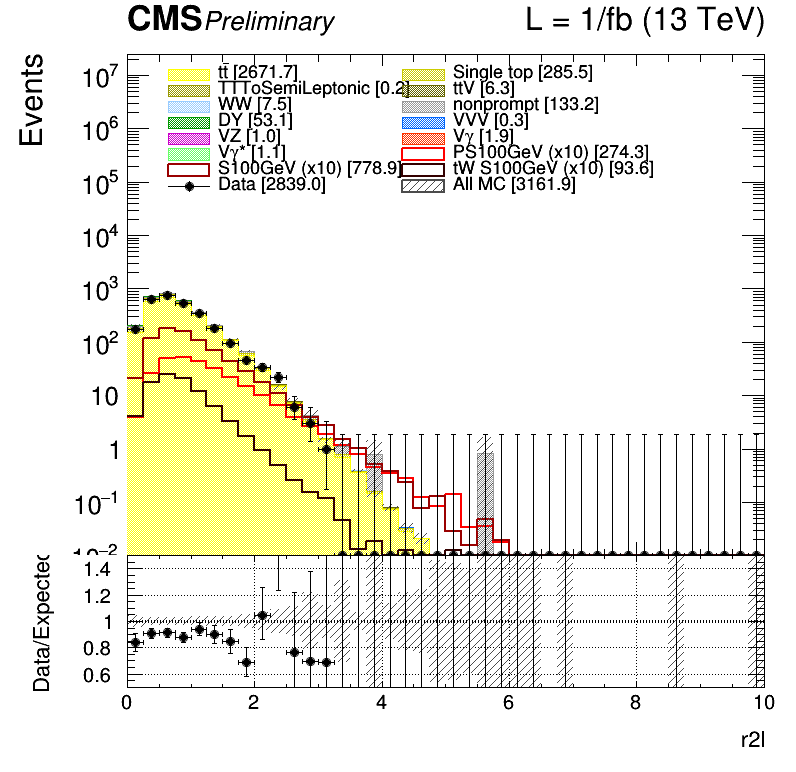 CMS Preliminary L = 1/fb (13 TeV)
Events
tt̄ [2671.7] Single top [285.5]
TTToSemiLeptonic [0.2] ttV [6.3]
WW [7.5] nonprompt [133.2]
DY [53.1] VVV [0.3]
VZ [1.0] Vγ [1.9]
Vγ* [1.1] PS100GeV (x10) [274.3]
S100GeV (x10) [778.9] tW S100GeV (x10) [93.6]
Data [2839.0] All MC [3161.9]
10⁷
10⁶
10⁵
10⁴
10³
10²
10
1
10⁻¹
10⁻²
Data/Expected
1.4
1.2
1
0.8
0.6
0 2 4 6 8 10
r2l